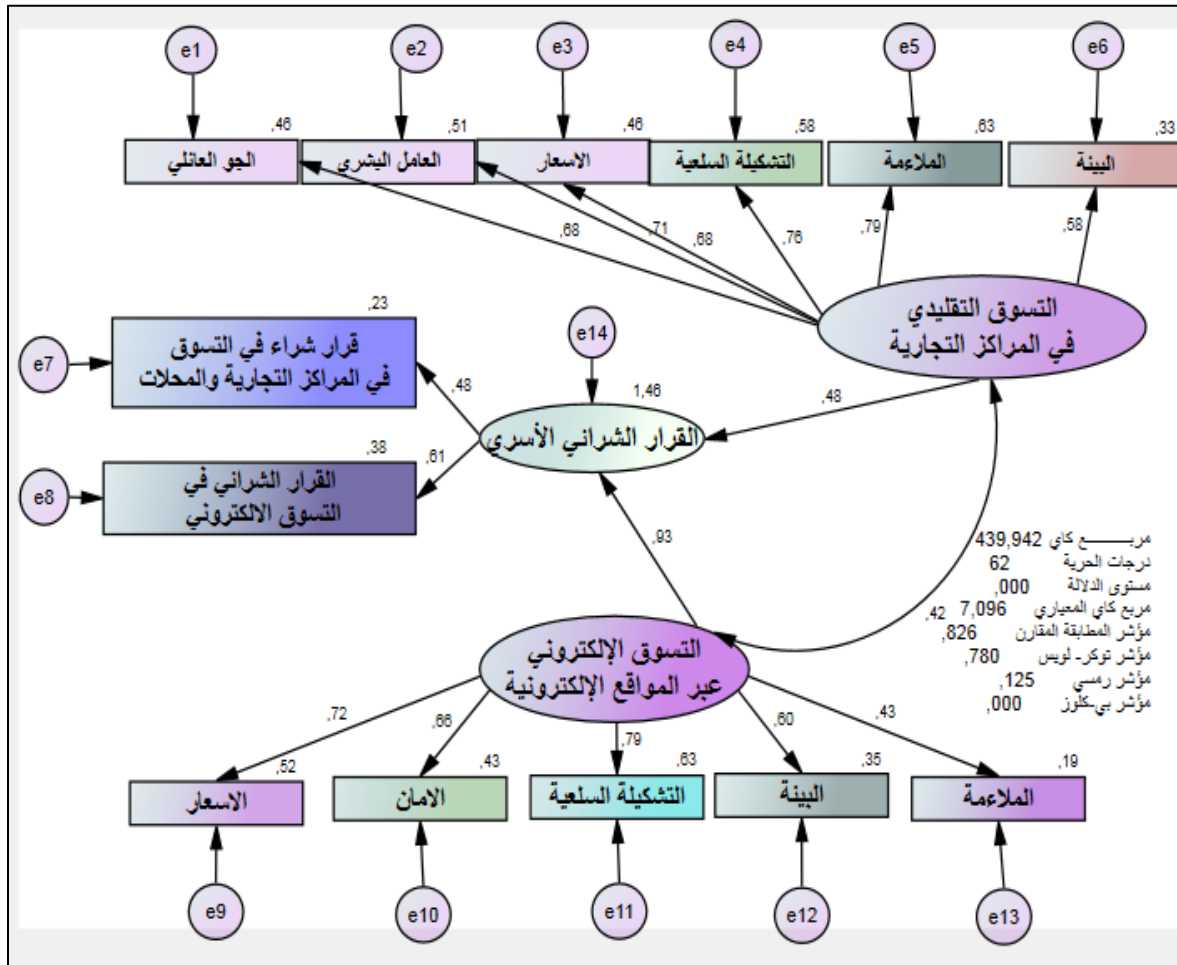 e1
e2
e3
e4
e5
e6
,46
,51
,46
,58
,63
,33
الجو العائلي
العامل البشري
الاسعار
التشكيلة السلعية
الملاءمة
البيئة
,68
,71
,68
,76
,79
,58
التسوق التقليدي
في المراكز التجارية
e7
,23
قرار شراء في التسوق
في المراكز التجارية والمحلات
,48
e14
1,46
القرار الشرائي الأسري
,48
e8
,38
القرار الشرائي في
التسوق الالكتروني
,61
,93
,42
مربـــــع كاي 439,942
درجات الحرية 62
مستوى الدلالة ,000
مربع كاي المعياري 7,096
مؤشر المطابقة المقارن ,826
مؤشر توكر- لويس ,780
مؤشر رمسي ,125
مؤشر بي-كلوز ,000
التسوق الإلكتروني
عبر المواقع الإلكترونية
,72
,66
,79
,60
,43
,52
,43
,63
,35
,19
الاسعار
الامان
التشكيلة السلعية
البيئة
الملاءمة
e9
e10
e11
e12
e13